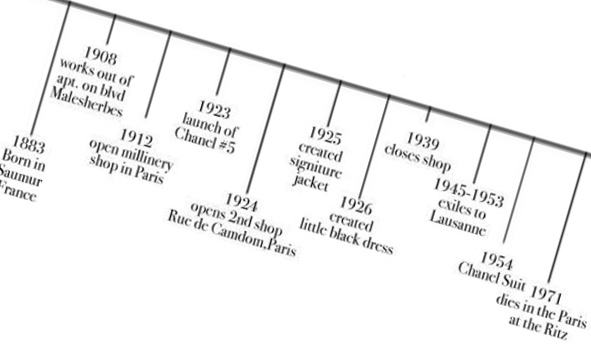 1883
Born in
Saumur
France
1908
works out of
apt. on blvd
Malesherbes
1912
open millinery
shop in Paris
1923
launch of
Chanel #5
1924
opens 2nd shop
Rue de Camdom,Paris
1925
created
signiture
jacket
1926
created
little black dress
1939
closes shop
1945-1953
exiles to
Lausanne
1954
Chanel Suit
1971
dies in the Paris
at the Ritz